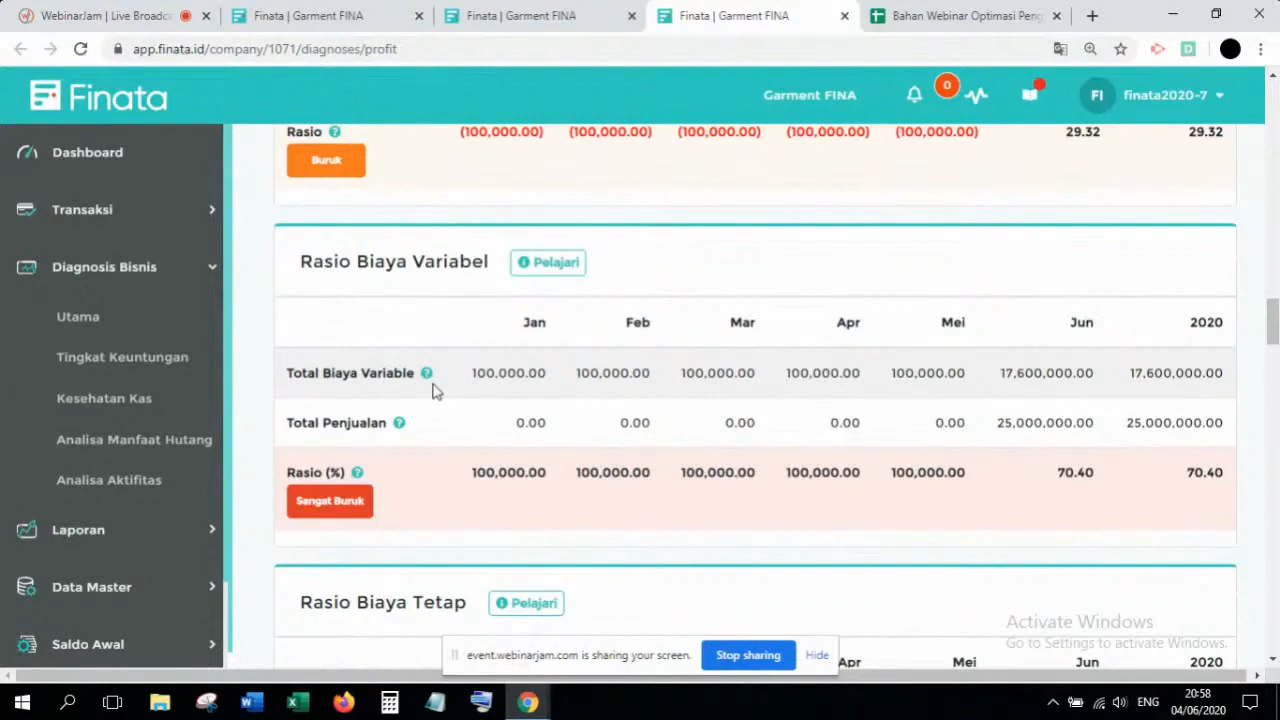 WebinarJam | Live Broadca
Finata | Garment FINA
Finata | Garment FINA
Finata | Garment FINA
Bahan Webinar Optimasi Peng
app.finata.id/company/1071/diagnoses/profit
Finata
Garment FINA
0
FI
finata2020-7
Dashboard
Transaksi
Diagnosis Bisnis
Utama
Tingkat Keuntungan
Kesehatan Kas
Analisa Manfaat Hutang
Analisa Aktifitas
Laporan
Data Master
Saldo Awal
Rasio (100,000.00) (100,000.00) (100,000.00) (100,000.00) (100,000.00) 29.32 29.32
Buruk
Rasio Biaya Variabel Pelajari
Jan Feb Mar Apr Mei Jun 2020
Total Biaya Variable 100,000.00 100,000.00 100,000.00 100,000.00 100,000.00 17,600,000.00 17,600,000.00
Total Penjualan 0.00 0.00 0.00 0.00 0.00 25,000,000.00 25,000,000.00
Rasio (%) 100,000.00 100,000.00 100,000.00 100,000.00 100,000.00 70.40 70.40
Sangat Buruk
Rasio Biaya Tetap Pelajari
Apr Mei Jun 2020
Activate Windows
Go to Settings to activate Windows.
event.webinarjam.com is sharing your screen. Stop sharing Hide
ENG
20:58
04/06/2020